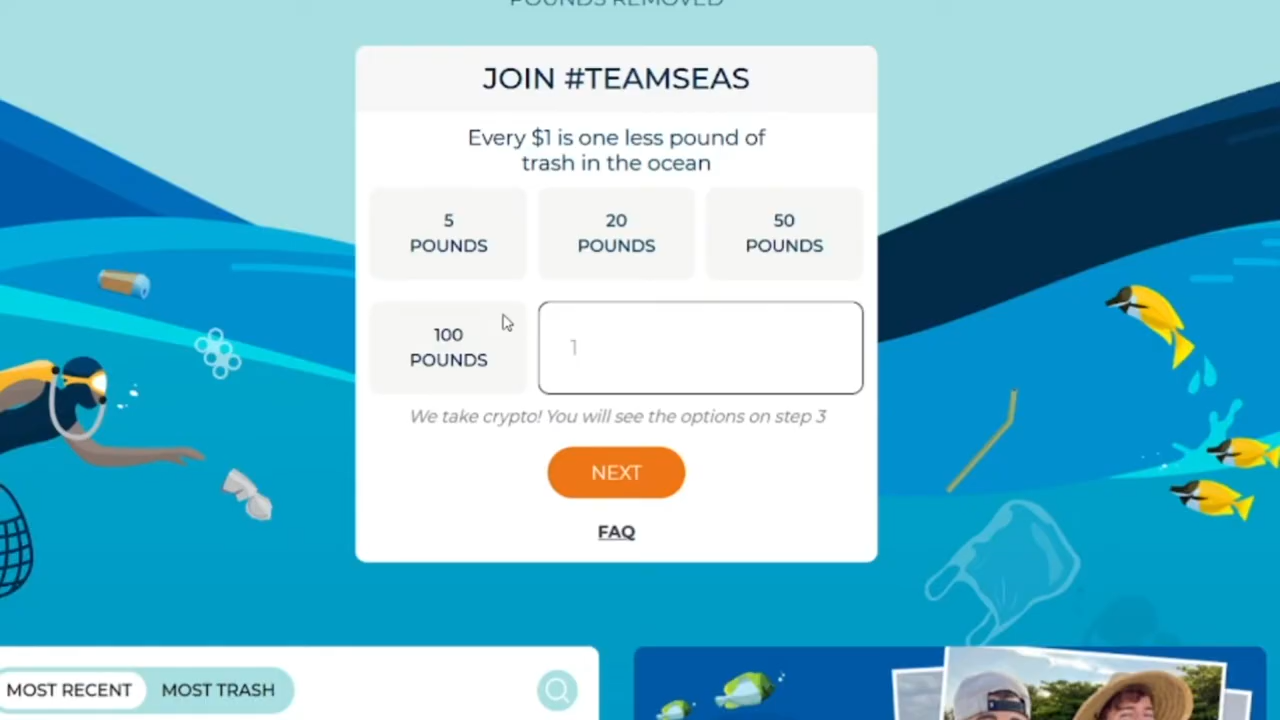 POUNDS REMOVED
JOIN #TEAMSEAS
Every $1 is one less pound of
trash in the ocean
5
POUNDS
20
POUNDS
50
POUNDS
100
POUNDS
1
We take crypto! You will see the options on step 3
NEXT
FAQ
MOST RECENT
MOST TRASH